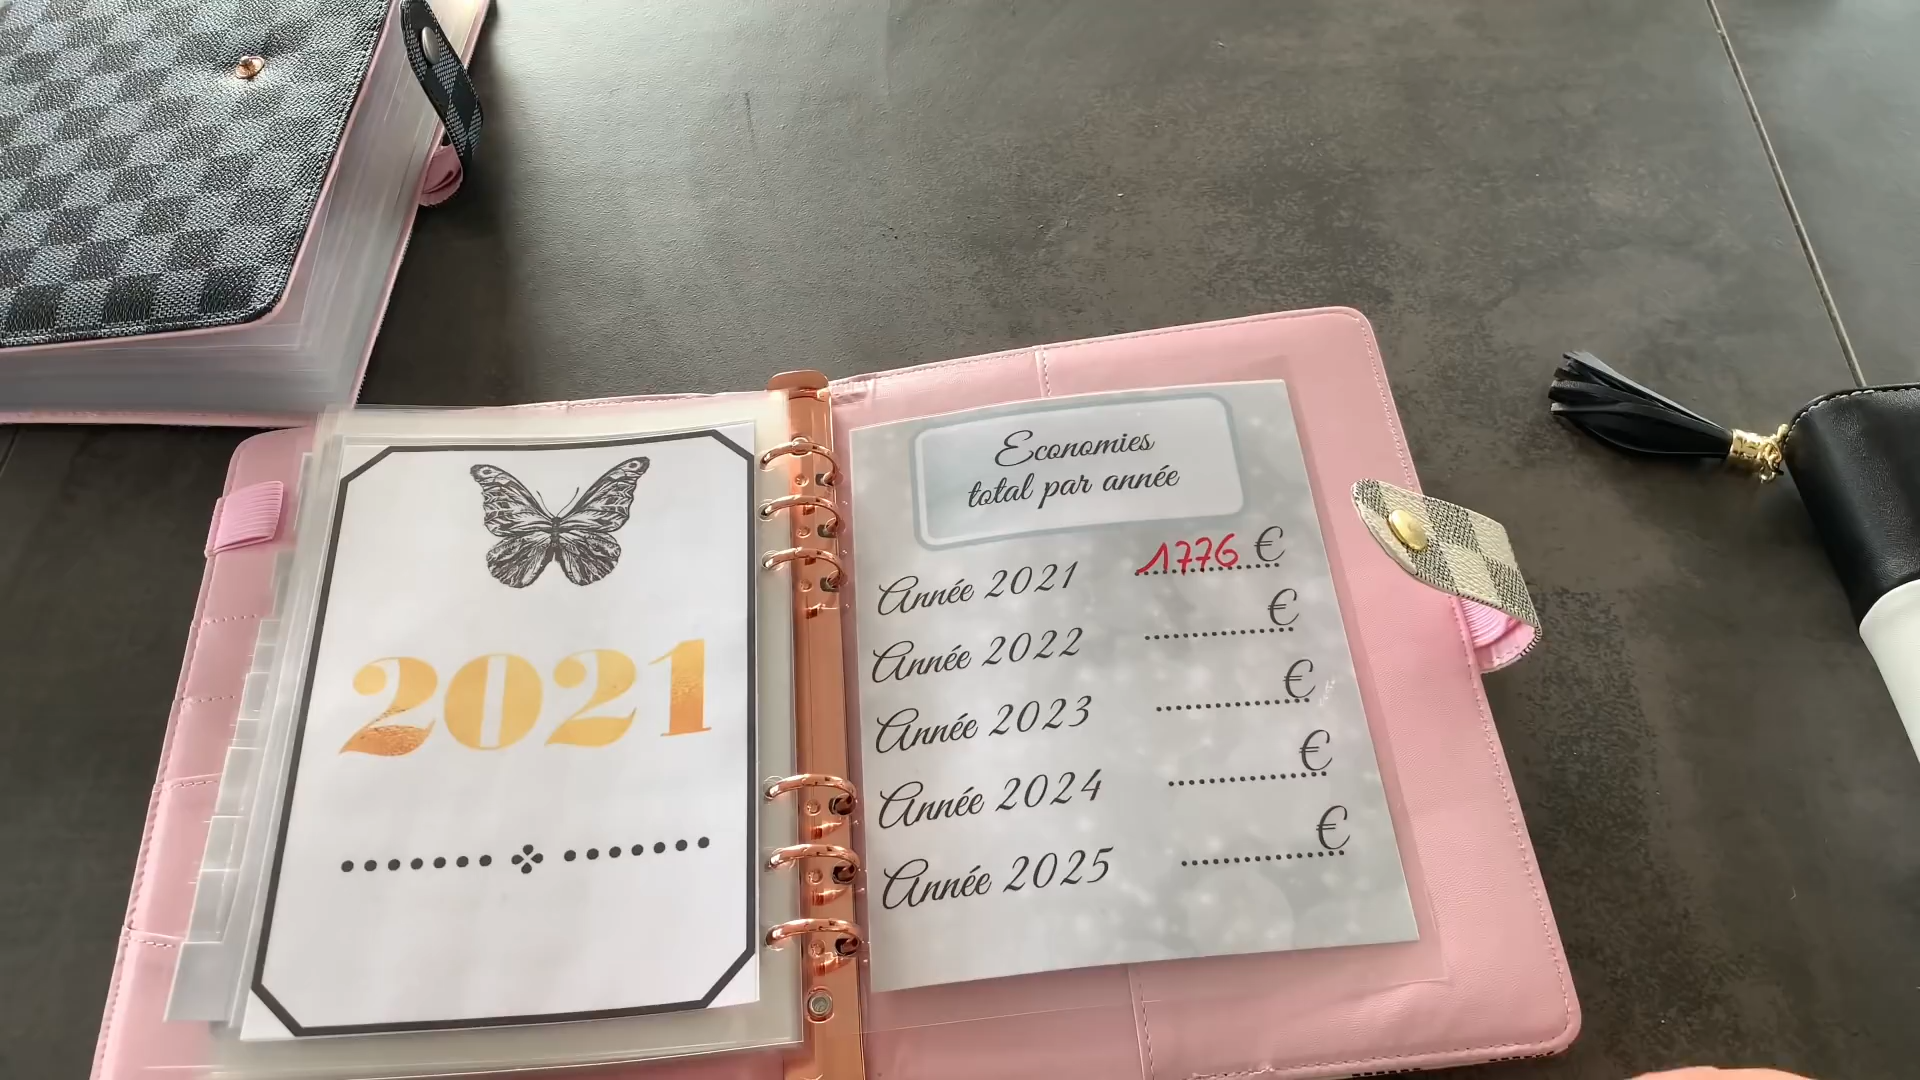 2021
Economies
total par année
Année 2021 1776 €
Année 2022 €
Année 2023 €
Année 2024 €
Année 2025 €